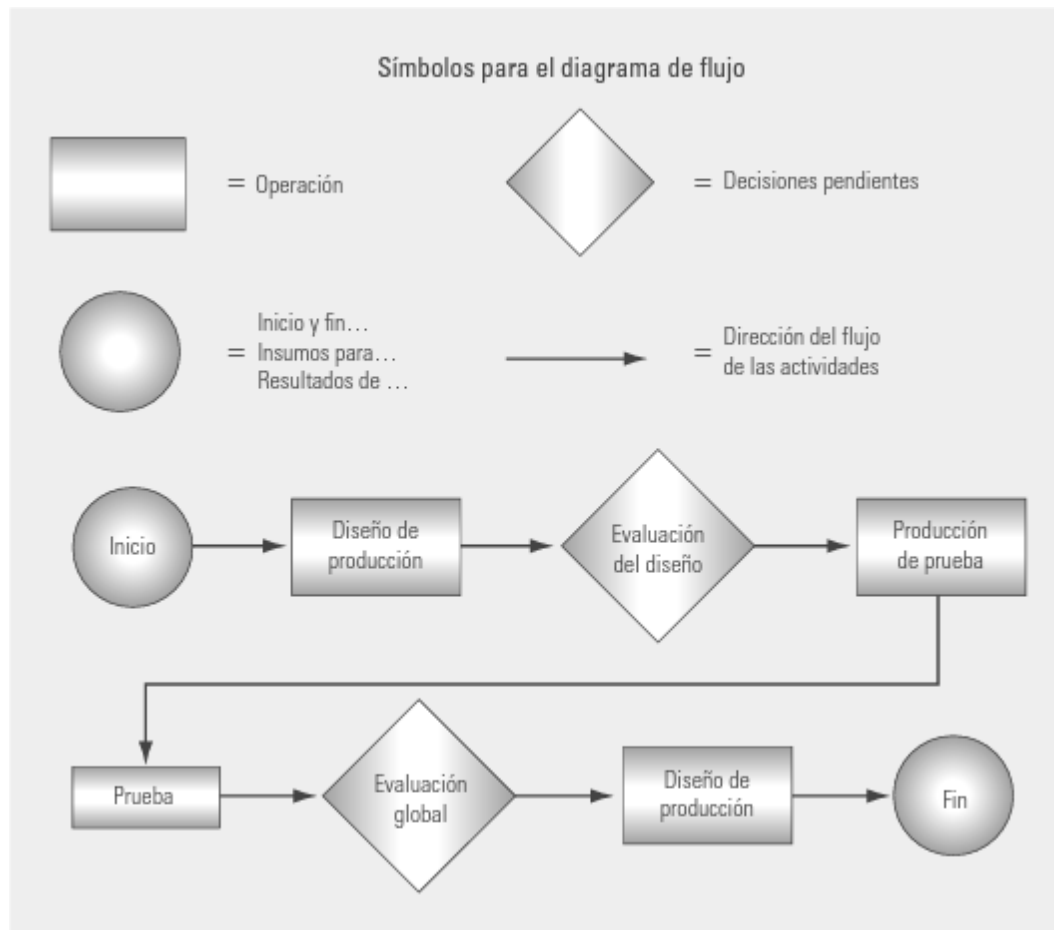 Símbolos para el diagrama de flujo
= Operación
= Decisiones pendientes
Inicio y fin…
= Insumos para…
Resultados de …
Dirección del flujo
= de las actividades
Inicio
Diseño de
producción
Evaluación
del diseño
Producción
de prueba
Prueba
Evaluación
global
Diseño de
producción
Fin